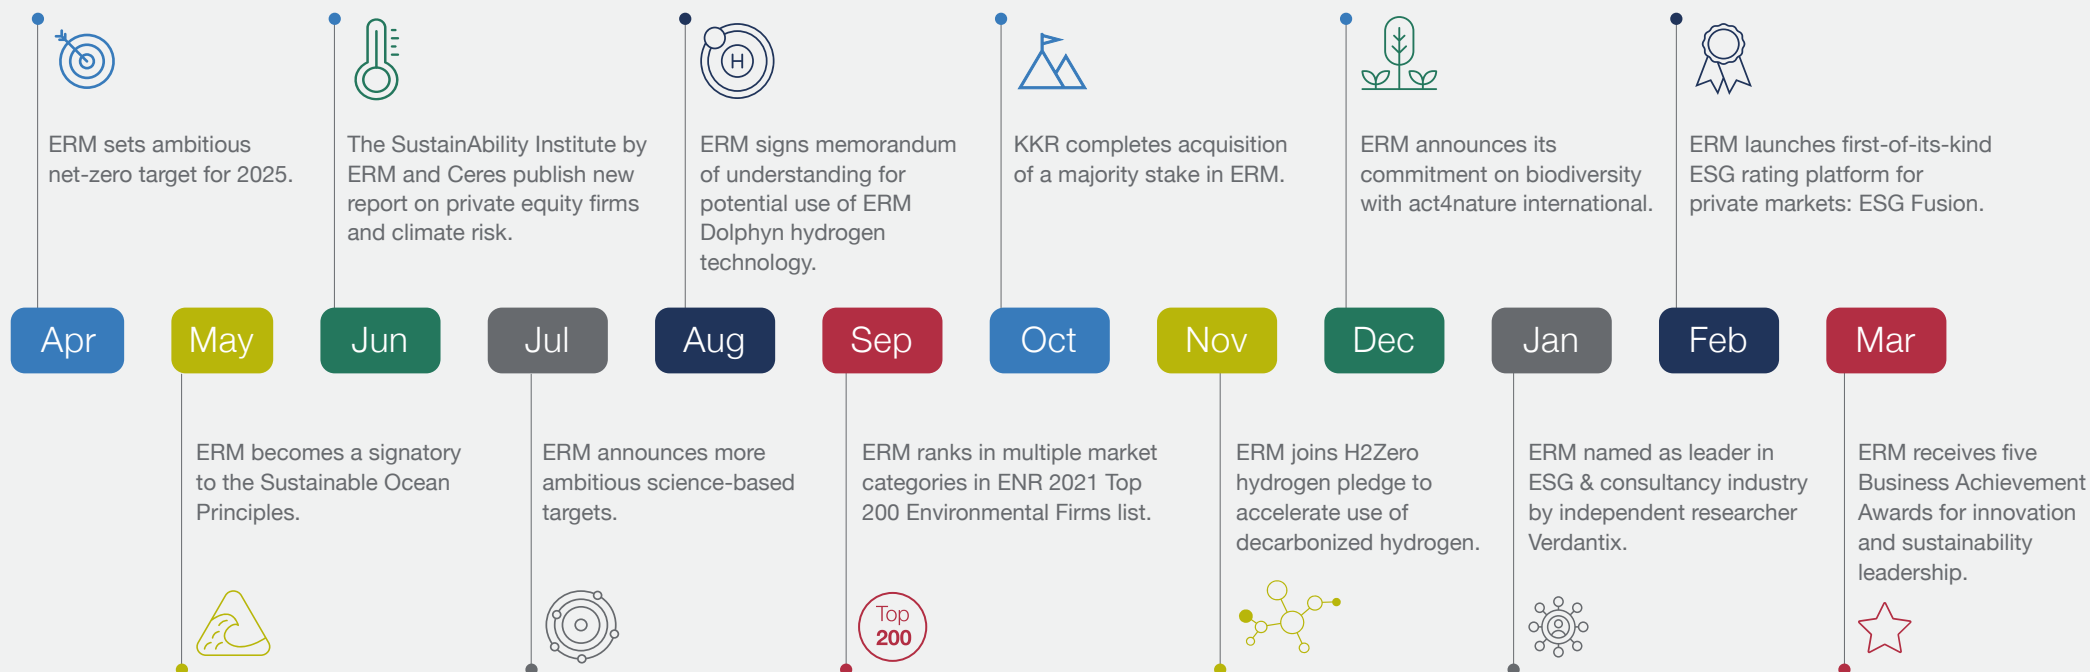 H
ERM sets ambitious
net-zero target for 2025.
The SustainAbility Institute by
ERM and Ceres publish new
report on private equity firms
and climate risk.
ERM signs memorandum
of understanding for
potential use of ERM
Dolphyn hydrogen
technology.
KKR completes acquisition
of a majority stake in ERM.
ERM announces its
commitment on biodiversity
with act4nature international.
ERM launches first-of-its-kind
ESG rating platform for
private markets: ESG Fusion.
Apr
May
Jun
Jul
Aug
Sep
Oct
Nov
Dec
Jan
Feb
Mar
ERM becomes a signatory
to the Sustainable Ocean
Principles.
ERM announces more
ambitious science-based
targets.
ERM ranks in multiple market
categories in ENR 2021 Top
200 Environmental Firms list.
Top
200
ERM joins H2Zero
hydrogen pledge to
accelerate use of
decarbonized hydrogen.
ERM named as leader in
ESG & consultancy industry
by independent researcher
Verdantix.
ERM receives five
Business Achievement
Awards for innovation
and sustainability
leadership.